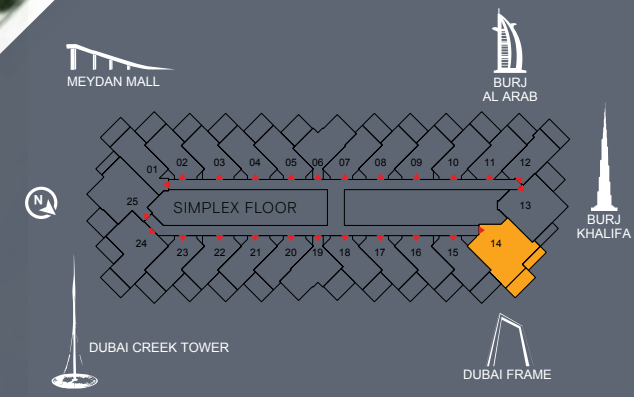 MEYDAN MALL
BURJ
AL ARAB
01 02 03 04 05 06 07 08 09 10 11 12
N
25 SIMPLEX FLOOR 13
BURJ
KHALIFA
24 23 22 21 20 19 18 17 16 15 14
DUBAI CREEK TOWER
DUBAI FRAME